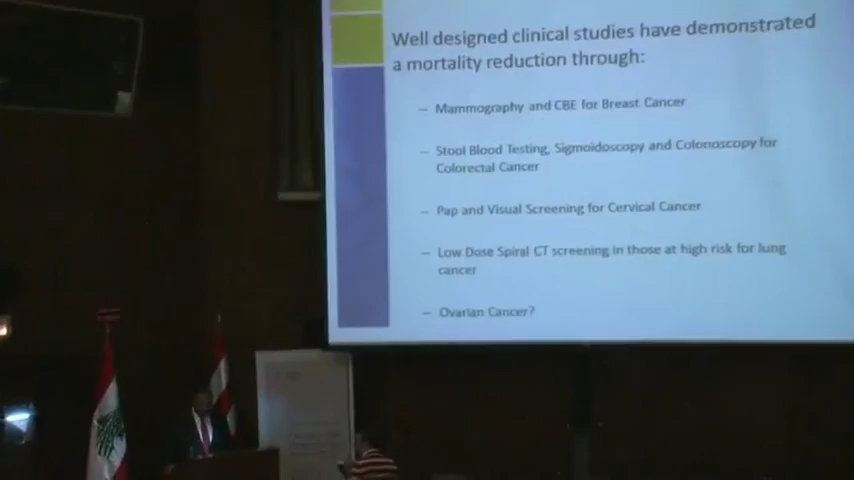 Well designed clinical studies have demonstrated
a mortality reduction through:
– Mammography and CBE for Breast Cancer
– Stool Blood Testing, Sigmoidoscopy and Colonoscopy for
Colorectal Cancer
– Pap and Visual Screening for Cervical Cancer
– Low Dose Spiral CT screening in those at high risk for lung
cancer
– Ovarian Cancer?